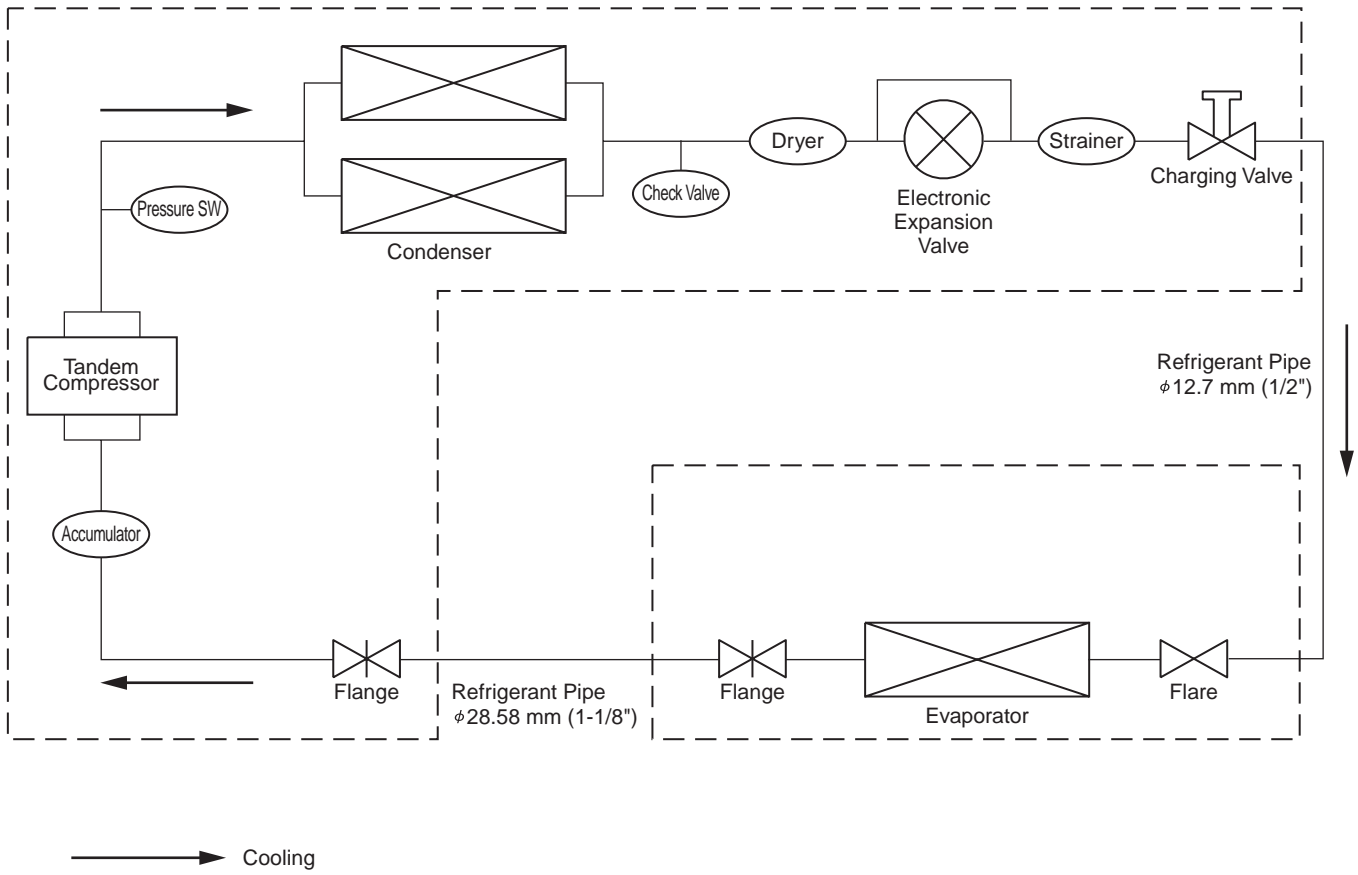 Condenser
Pressure SW
Check Valve
Dryer
Electronic
Expansion
Valve
Strainer
Charging Valve
Tandem
Compressor
Refrigerant Pipe
φ12.7 mm (1/2")
Accumulator
Flange
Refrigerant Pipe
φ28.58 mm (1-1/8")
Flange
Evaporator
Flare
Cooling